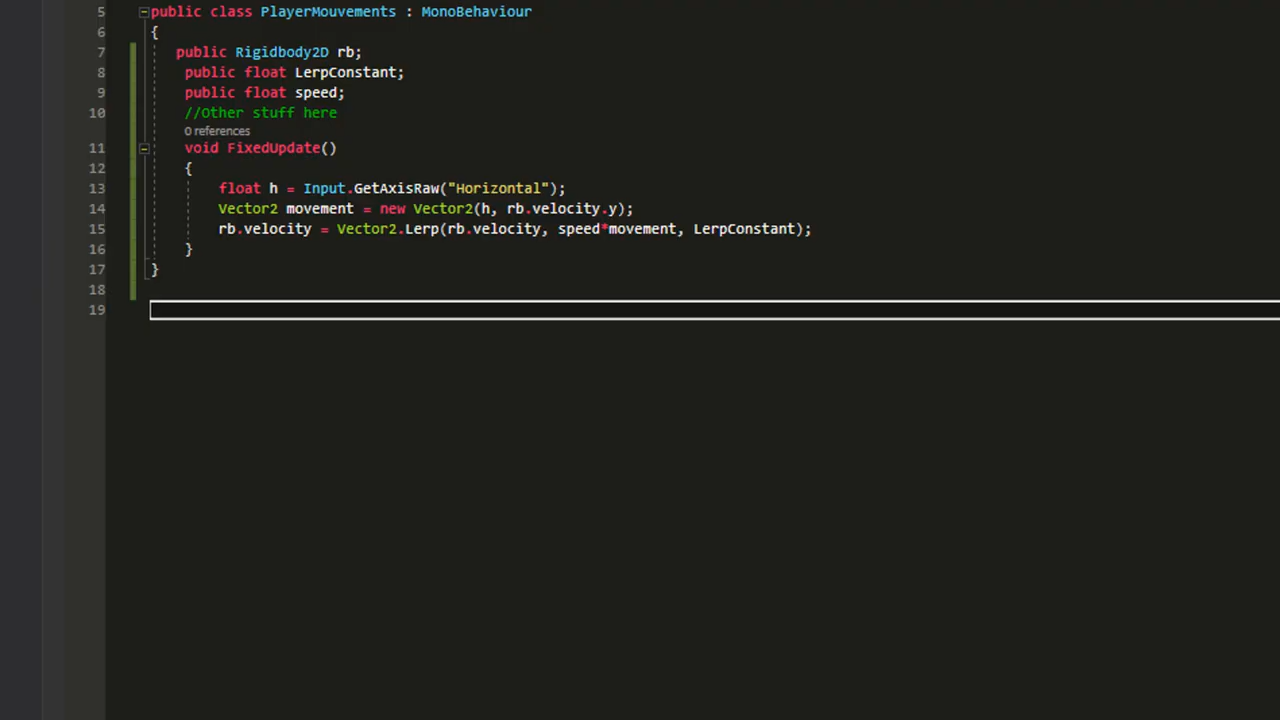 5 public class PlayerMouvements : MonoBehaviour
6 {
7 public Rigidbody2D rb;
8 public float LerpConstant;
9 public float speed;
10 //Other stuff here
0 references
11 void FixedUpdate()
12 {
13 float h = Input.GetAxisRaw("Horizontal");
14 Vector2 movement = new Vector2(h, rb.velocity.y);
15 rb.velocity = Vector2.Lerp(rb.velocity, speed*movement, LerpConstant);
16 }
17 }
18
19